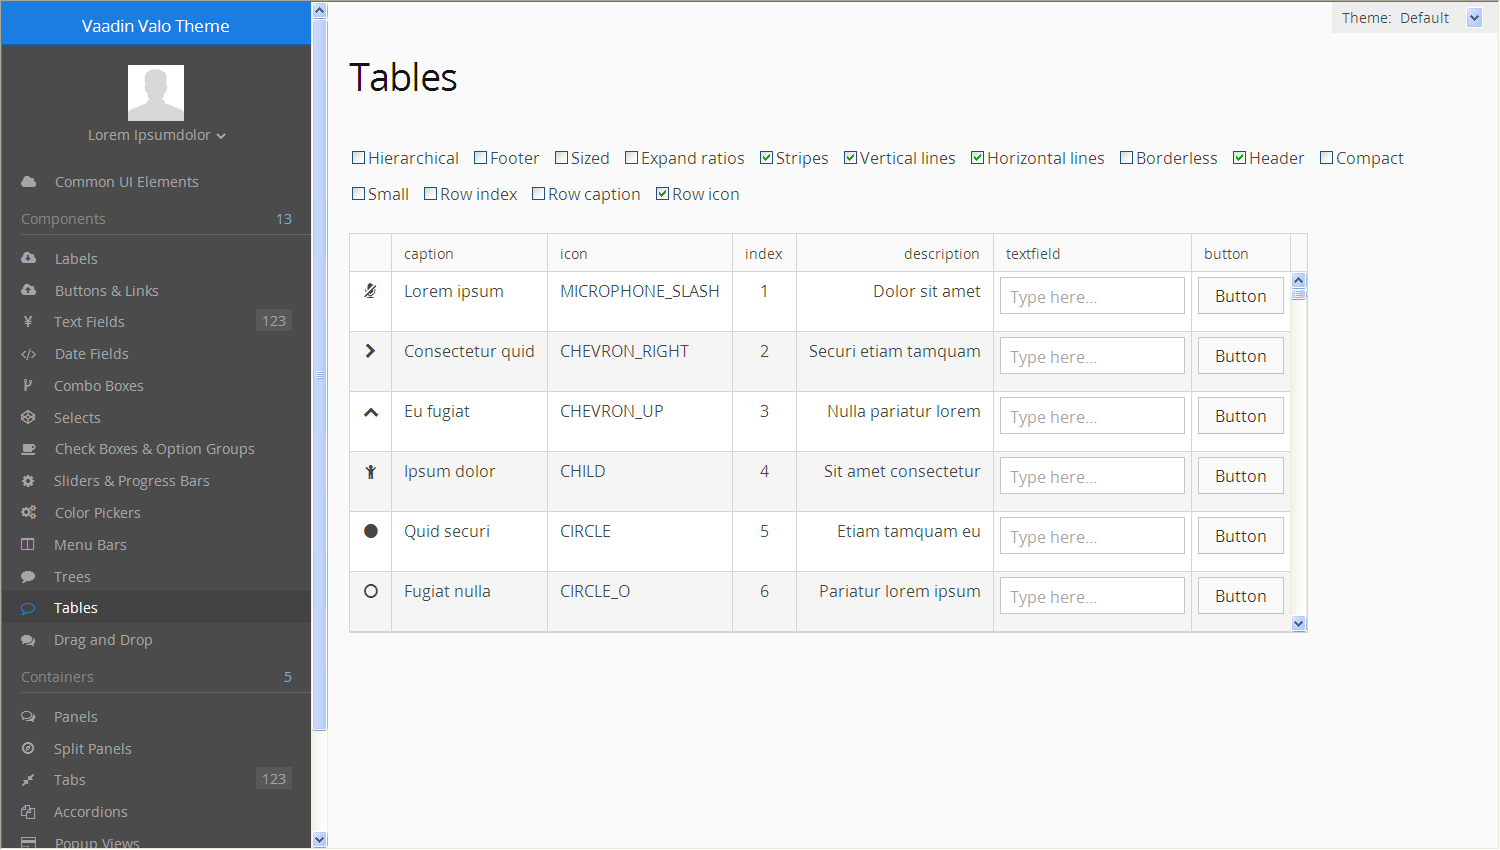 Vaadin Valo Theme
Lorem Ipsumdolor
Common UI Elements
Components 13
Labels
Buttons & Links
Text Fields 123
Date Fields
Combo Boxes
Selects
Check Boxes & Option Groups
Sliders & Progress Bars
Color Pickers
Menu Bars
Trees
Tables
Drag and Drop
Containers 5
Panels
Split Panels
Tabs 123
Accordions
Popup Views
Theme: Default
Tables
Hierarchical Footer Sized Expand ratios Stripes Vertical lines Horizontal lines Borderless Header Compact
Small Row index Row caption Row icon
caption icon index description textfield button
Lorem ipsum MICROPHONE_SLASH 1 Dolor sit amet Type here... Button
Consectetur quid CHEVRON_RIGHT 2 Securi etiam tamquam Type here... Button
Eu fugiat CHEVRON_UP 3 Nulla pariatur lorem Type here... Button
Ipsum dolor CHILD 4 Sit amet consectetur Type here... Button
Quid securi CIRCLE 5 Etiam tamquam eu Type here... Button
Fugiat nulla CIRCLE_O 6 Pariatur lorem ipsum Type here... Button